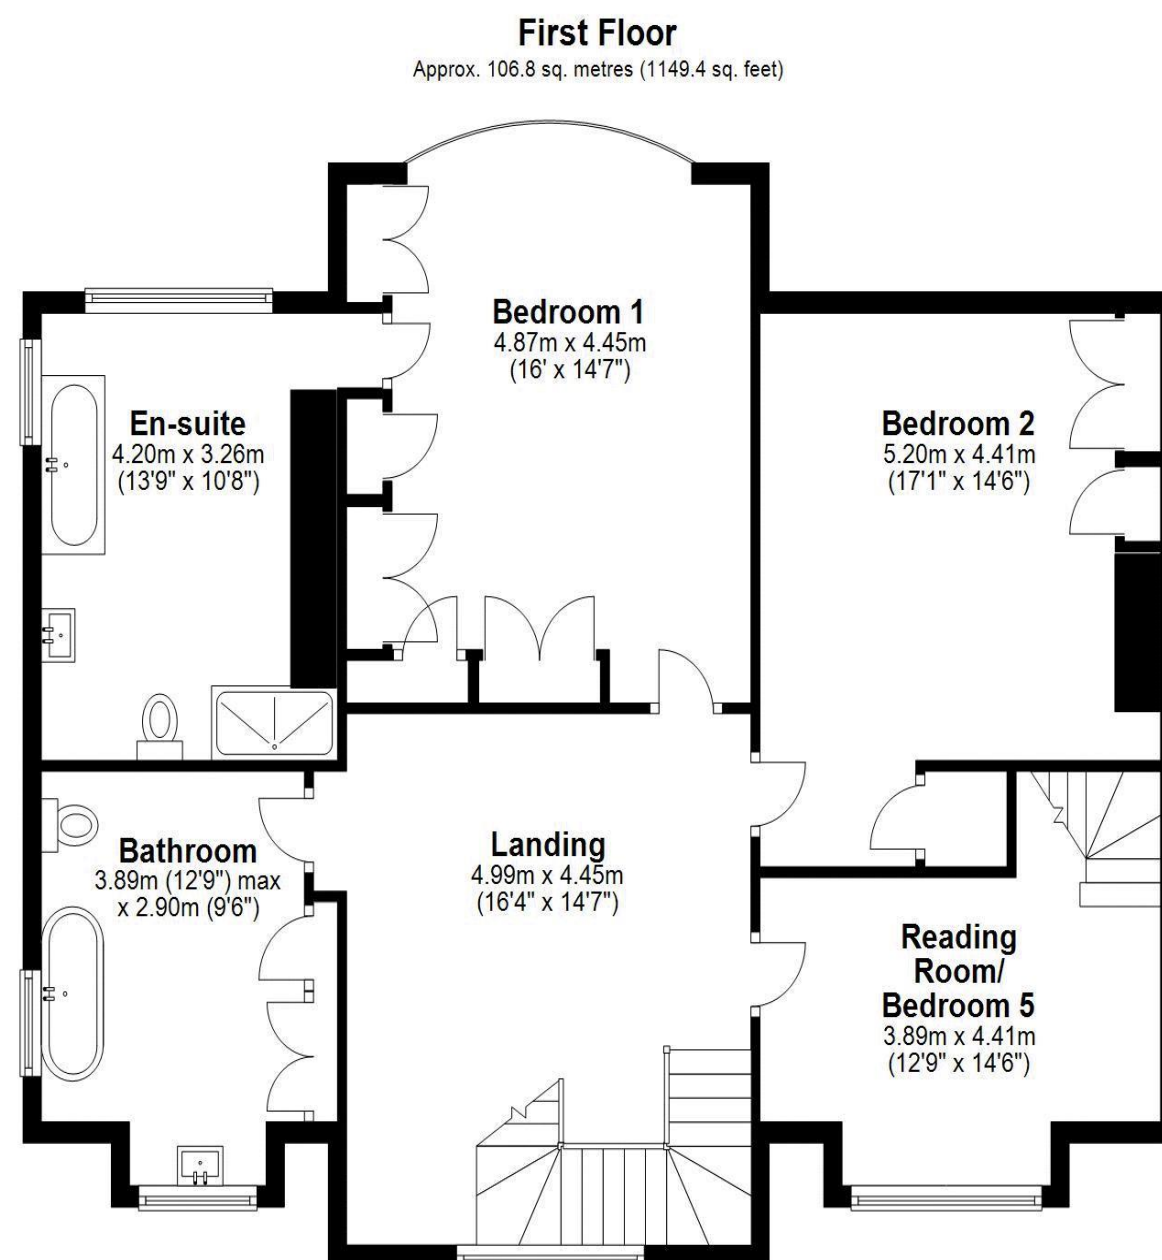 First Floor
Approx. 106.8 sq. metres (1149.4 sq. feet)
Bedroom 1
4.87m x 4.45m
(16' x 14'7")
En-suite
4.20m x 3.26m
(13'9" x 10'8")
Bedroom 2
5.20m x 4.41m
(17'1" x 14'6")
Bathroom
3.89m (12'9") max
x 2.90m (9'6")
Landing
4.99m x 4.45m
(16'4" x 14'7")
Reading
Room/
Bedroom 5
3.89m x 4.41m
(12'9" x 14'6")